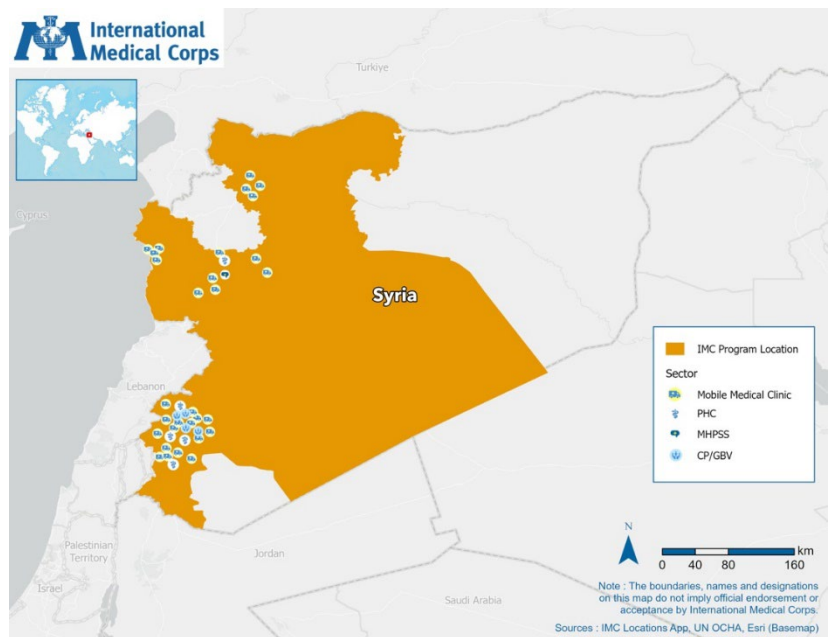 International
Medical Corps
Turkiye
Cyprus
Syria
Lebanon
IMC Program Location
Sector
Mobile Medical Clinic
PHC
MHPSS
CP/GBV
Palestinian
Territory
Israel
Jordan
Saudi Arabia
N
km
0 40 80 160
Note : The boundaries, names and designations
on this map do not imply official endorsement or
acceptance by International Medical Corps.
Sources : IMC Locations App, UN OCHA, Esri (Basemap)